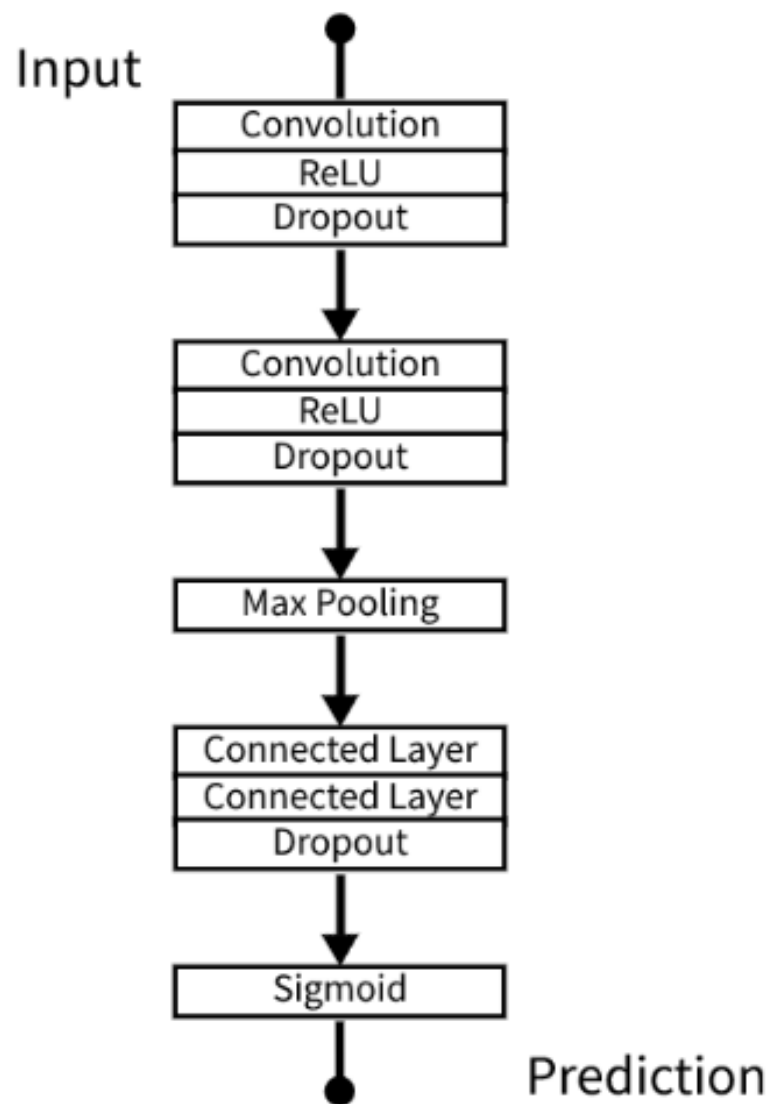 Input
Convolution
ReLU
Dropout
Convolution
ReLU
Dropout
Max Pooling
Connected Layer
Connected Layer
Dropout
Sigmoid
Prediction